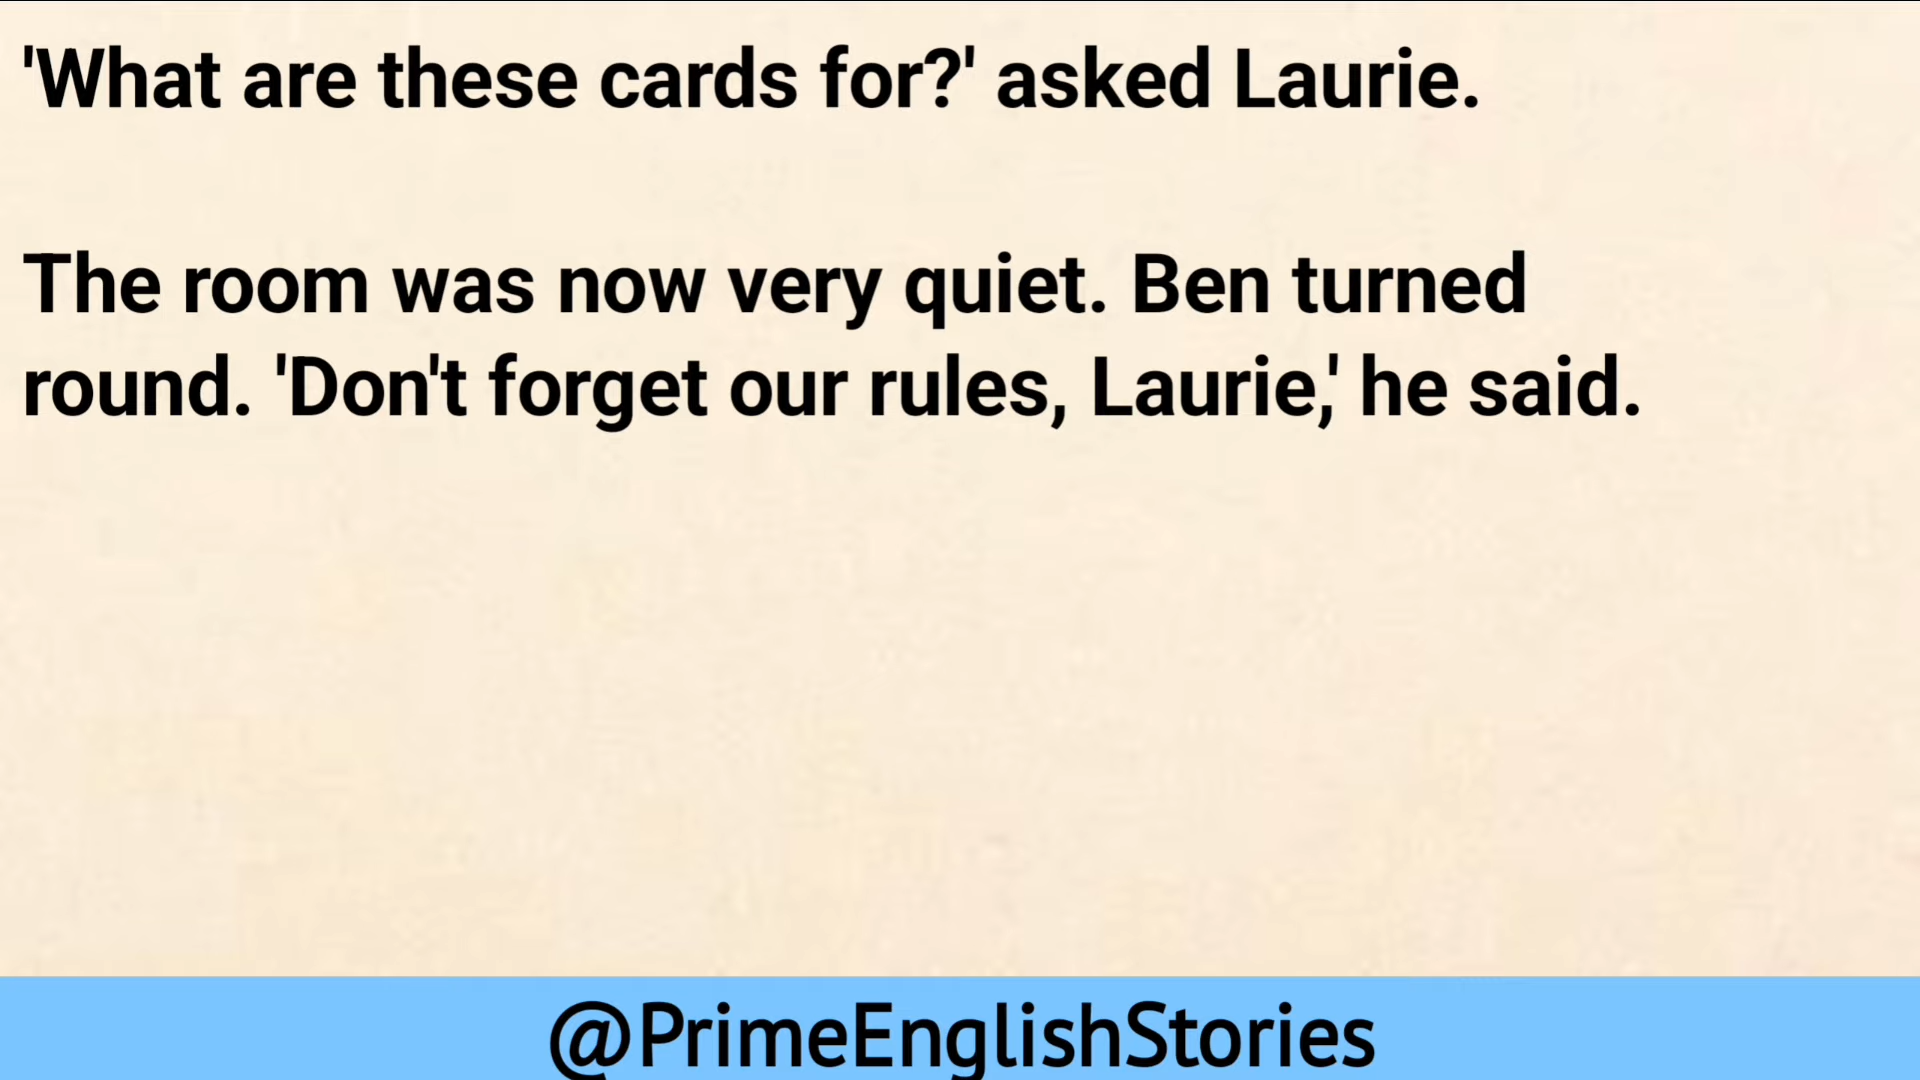 'What are these cards for?' asked Laurie.
The room was now very quiet. Ben turned
round. 'Don't forget our rules, Laurie,' he said.
@PrimeEnglishStories